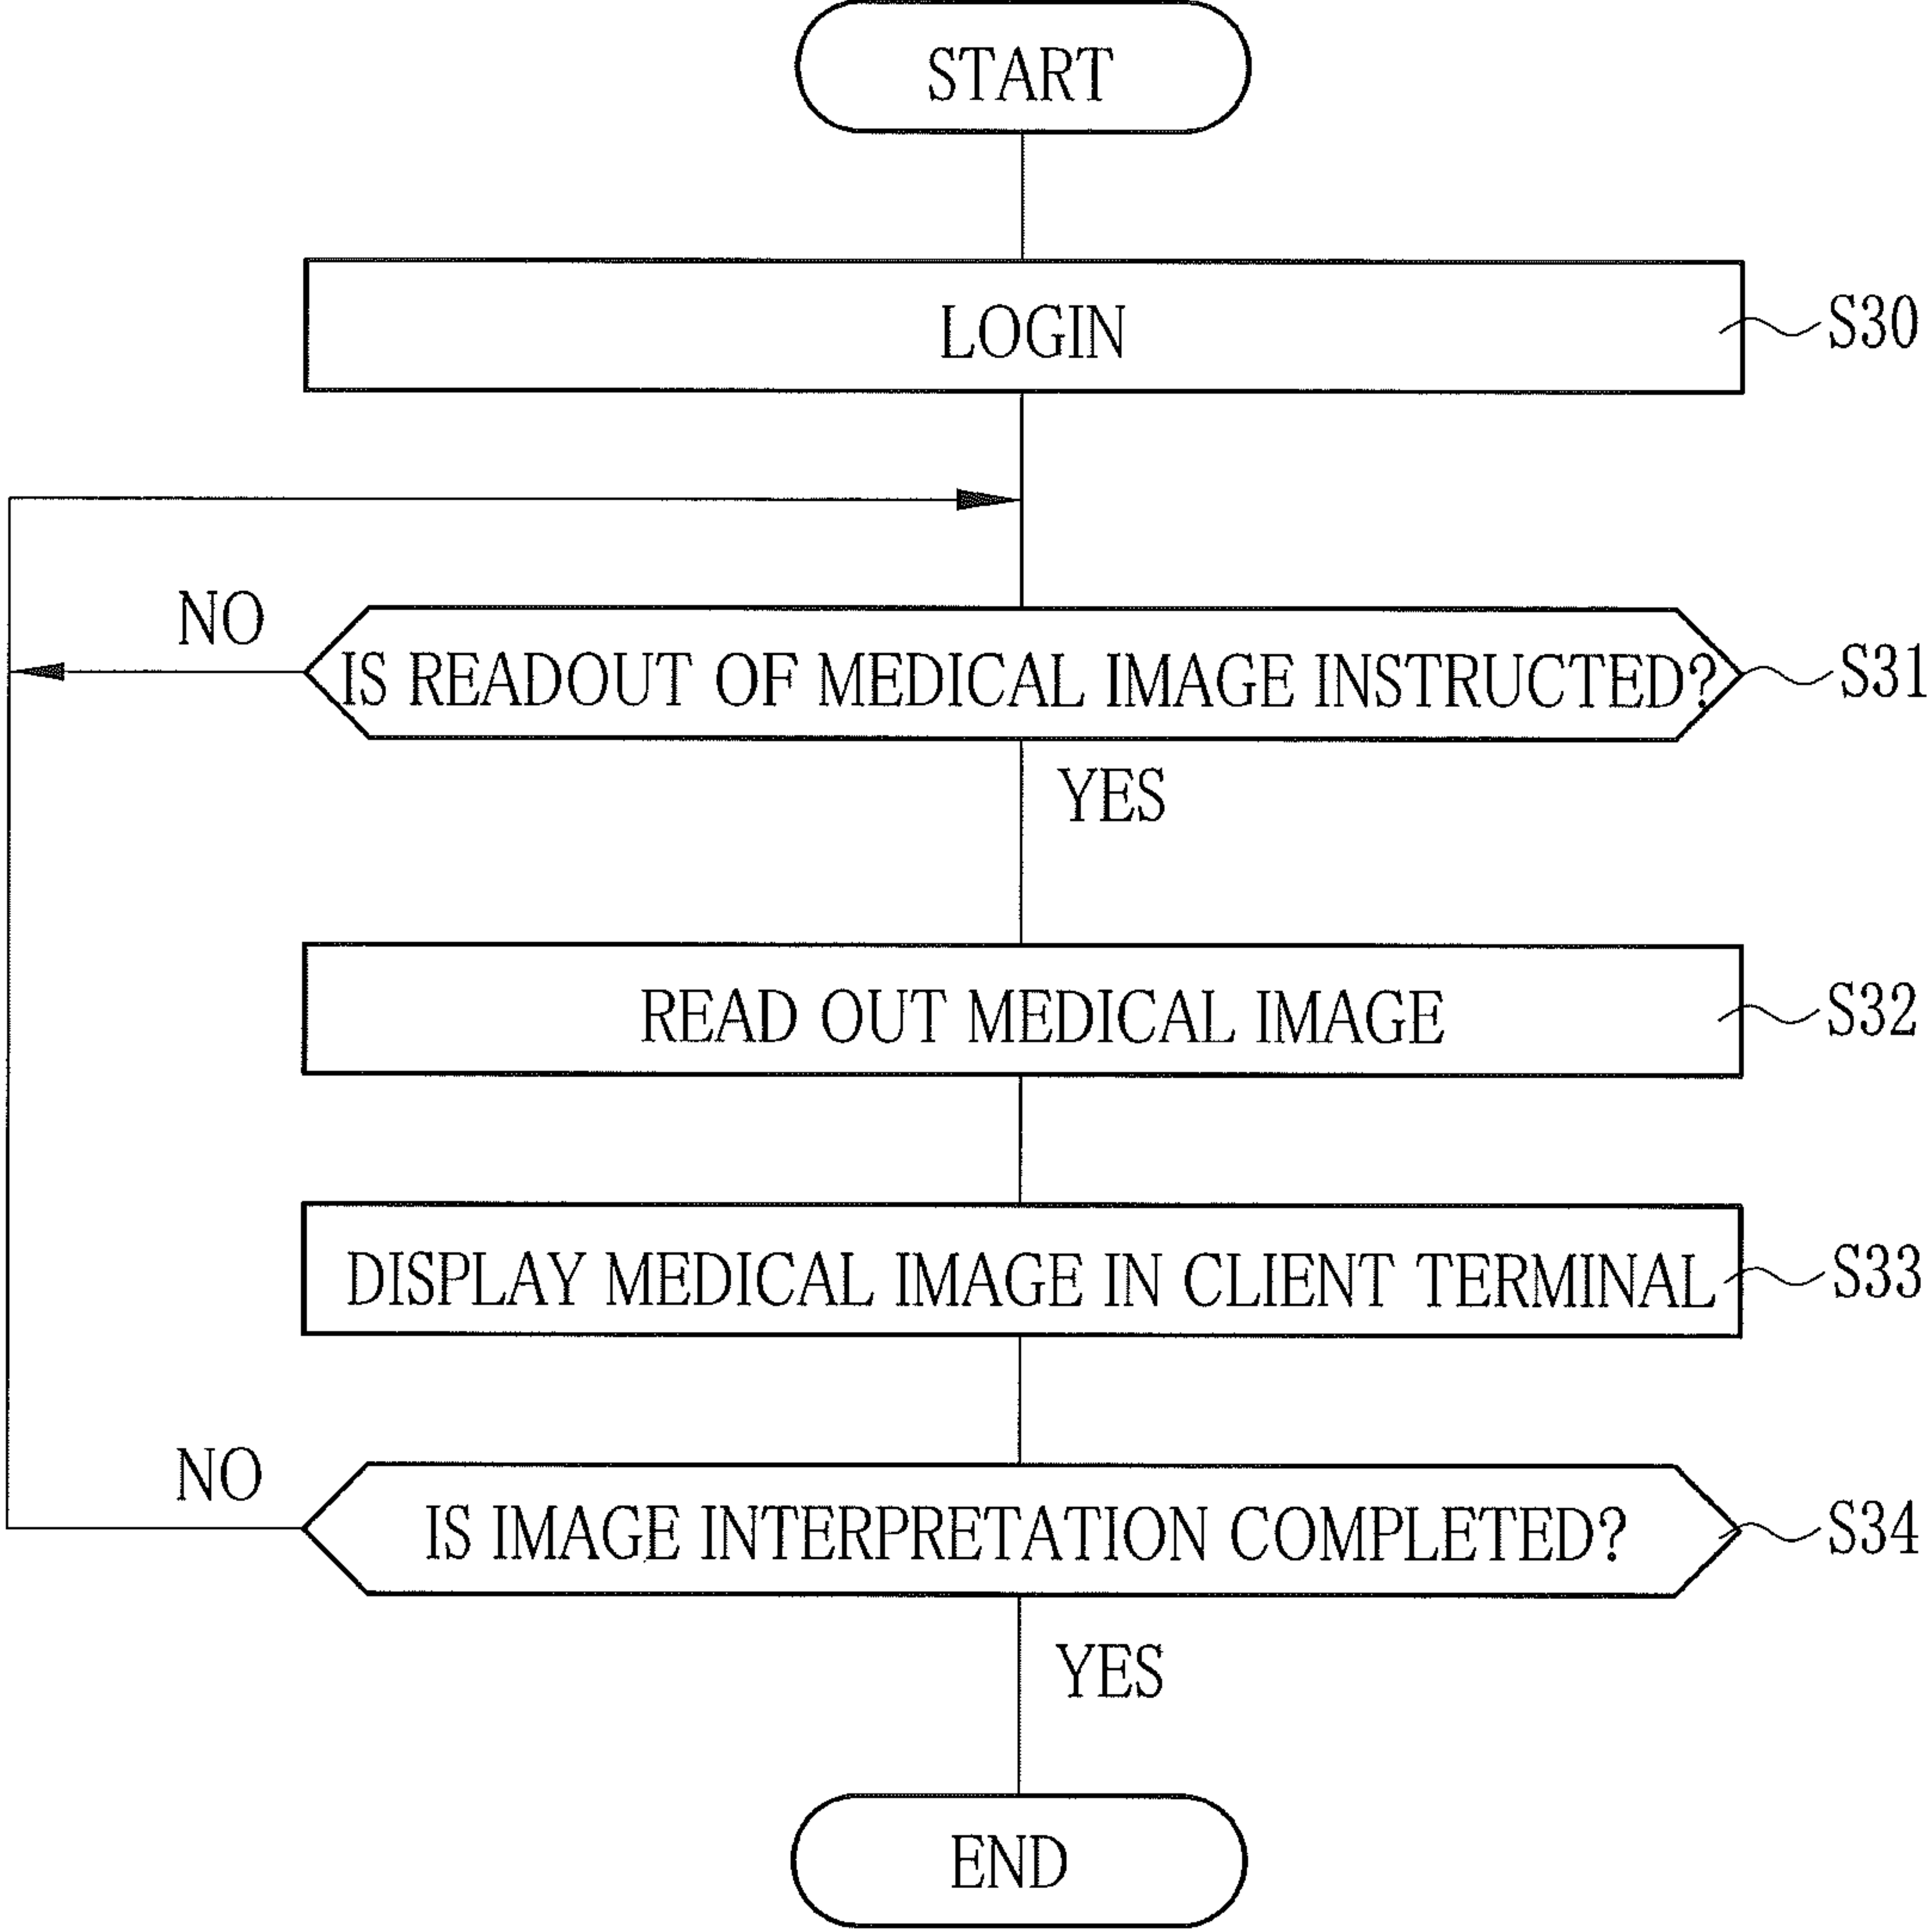 START
LOGIN
S30
NO
IS READOUT OF MEDICAL IMAGE INSTRUCTED?
S31
YES
READ OUT MEDICAL IMAGE
S32
DISPLAY MEDICAL IMAGE IN CLIENT TERMINAL
S33
NO
IS IMAGE INTERPRETATION COMPLETED?
S34
YES
END